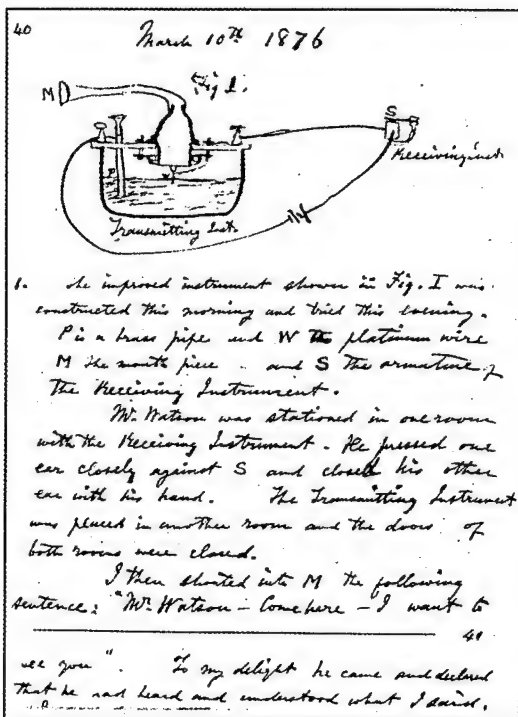 40
March 10th 1876
Fig 1.
M
S
Receiving inst.
P
W
Transmitting Inst.
1. The improved instrument shown in Fig. I was
constructed this morning and tried this evening.
P is a brass pipe and W the platinum wire
M the mouth piece and S the armature of
the Receiving Instrument.
Mr. Watson was stationed in one room
with the Receiving Instrument. He pressed one
ear closely against S and closed his other
ear with his hand. The Transmitting Instrument
was placed in another room and the doors of
both rooms were closed.
I then shouted into M the following
sentence: "Mr. Watson – Come here – I want to
41
see you". To my delight he came and declared
that he had heard and understood what I said.